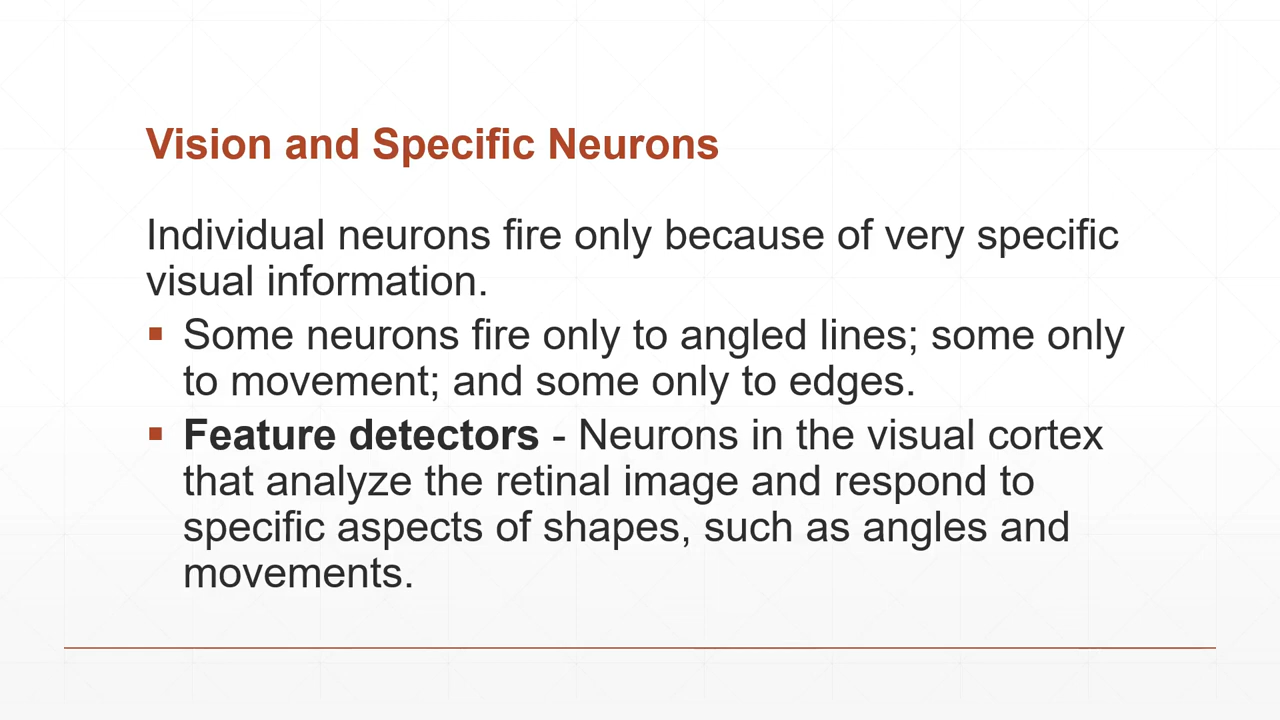 Vision and Specific Neurons
Individual neurons fire only because of very specific
visual information.
▪ Some neurons fire only to angled lines; some only
to movement; and some only to edges.
▪ Feature detectors - Neurons in the visual cortex
that analyze the retinal image and respond to
specific aspects of shapes, such as angles and
movements.